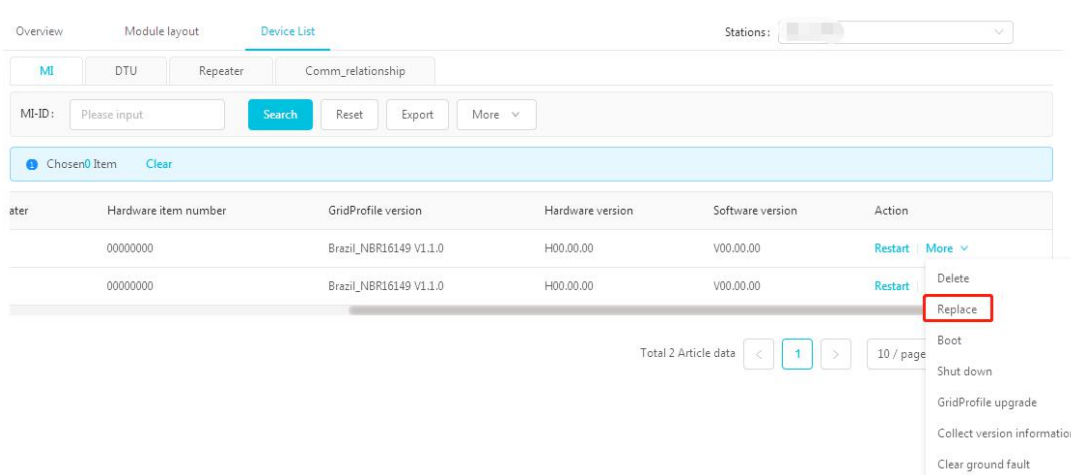 Overview Module layout Device List Stations:
MI DTU Repeater Comm_relationship
MI-ID: Please input Search Reset Export More
Chosen0 Item Clear
ater Hardware item number GridProfile version Hardware version Software version Action
00000000 Brazil_NBR16149 V1.1.0 H00.00.00 V00.00.00 Restart More
00000000 Brazil_NBR16149 V1.1.0 H00.00.00 V00.00.00 Restart
Delete
Replace
Total 2 Article data < 1 > 10 / page
Boot
Shut down
GridProfile upgrade
Collect version information
Clear ground fault